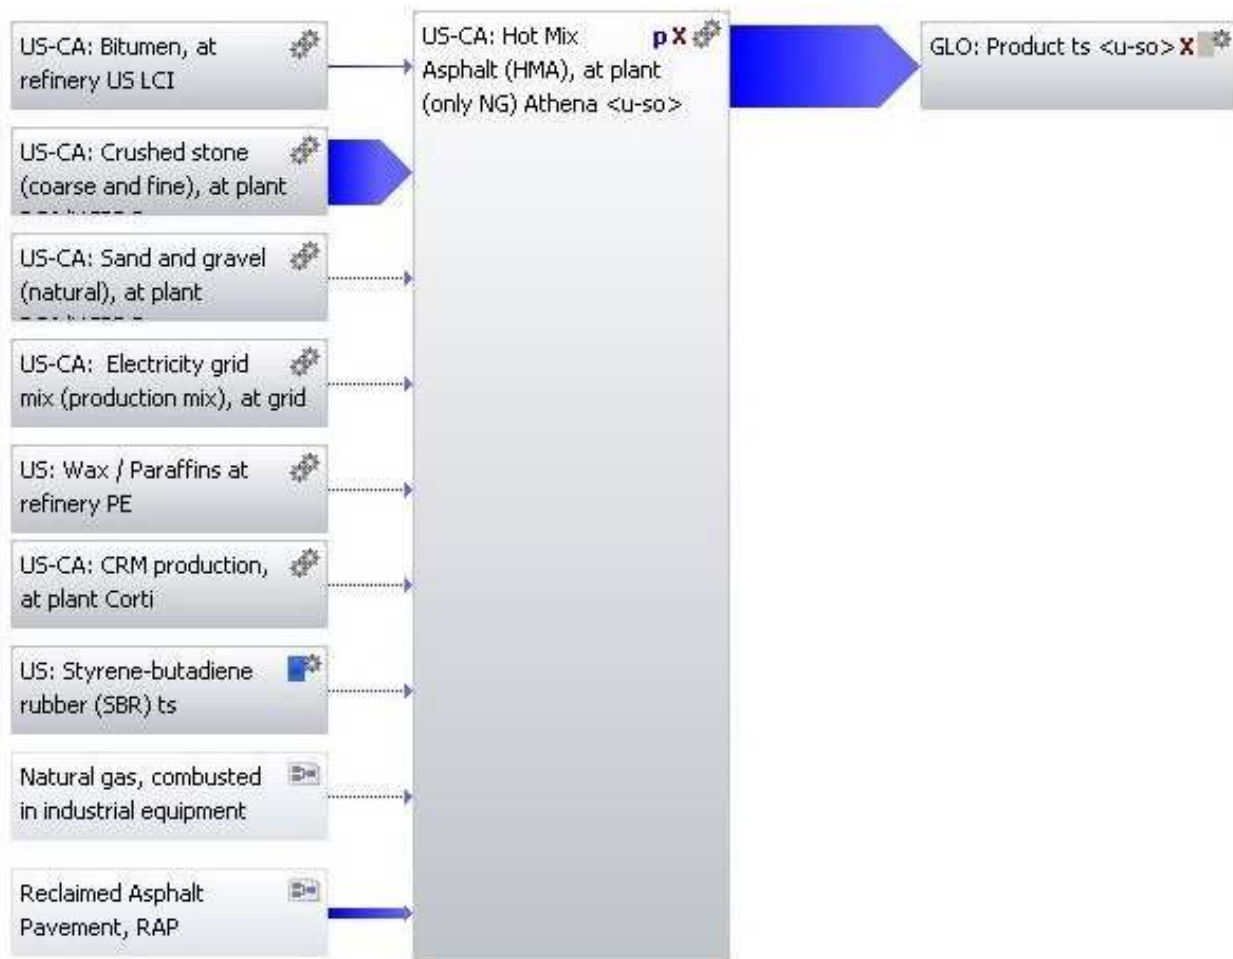 US-CA: Bitumen, at
refinery US LCI
US-CA: Crushed stone
(coarse and fine), at plant
US-CA: Sand and gravel
(natural), at plant
US-CA: Electricity grid
mix (production mix), at grid
US: Wax / Paraffins at
refinery PE
US-CA: CRM production,
at plant Corti
US: Styrene-butadiene
rubber (SBR) ts
Natural gas, combusted
in industrial equipment
Reclaimed Asphalt
Pavement, RAP
US-CA: Hot Mix p X
Asphalt (HMA), at plant
(only NG) Athena <u-so>
GLO: Product ts <u-so> X